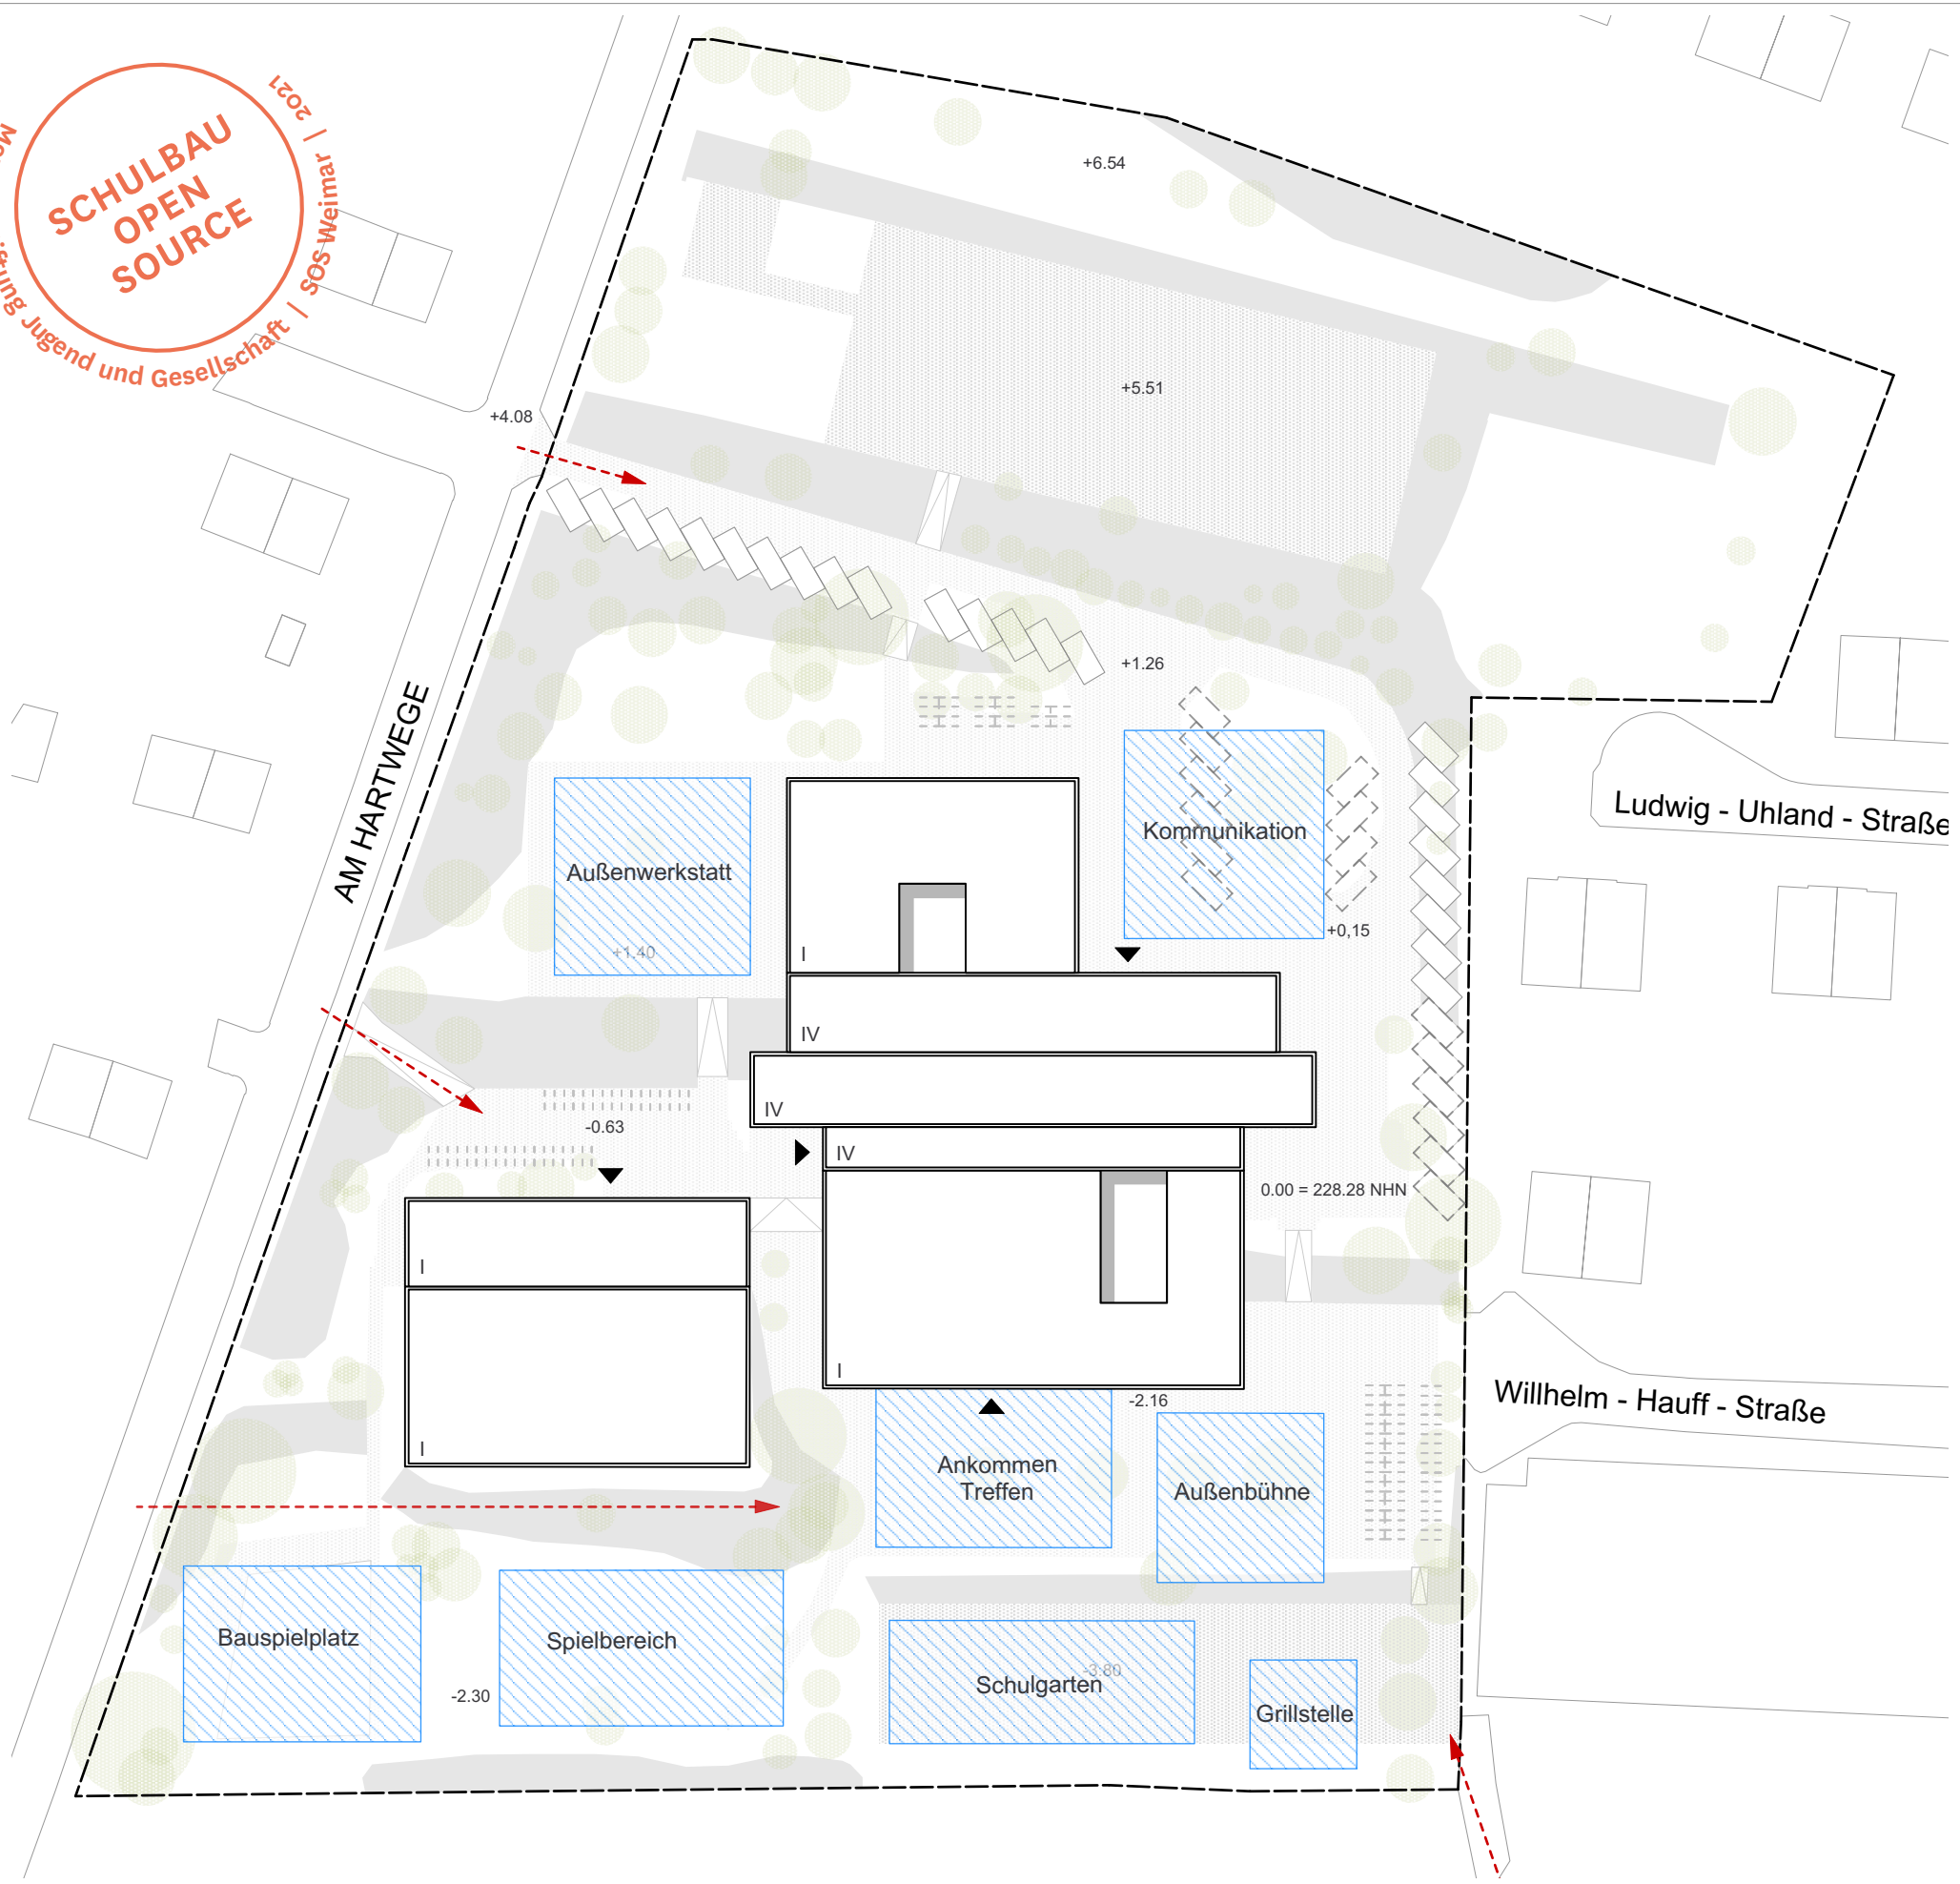 SCHULBAU
OPEN
SOURCE
Jugend und Gesellschaft | SOS Weimar | 2021
+6.54
+5.51
+4.08
+1.26
AM HARTWEGE
Ludwig - Uhland - Straße
Kommunikation
Außenwerkstatt
+0,15
+1.40
I
IV
IV
-0.63
IV
0.00 = 228.28 NHN
I
I
I
-2.16
Willhelm - Hauff - Straße
Ankommen
Treffen
Außenbühne
Bauspielplatz
Spielbereich
-3.80
Schulgarten
-2.30
Grillstelle